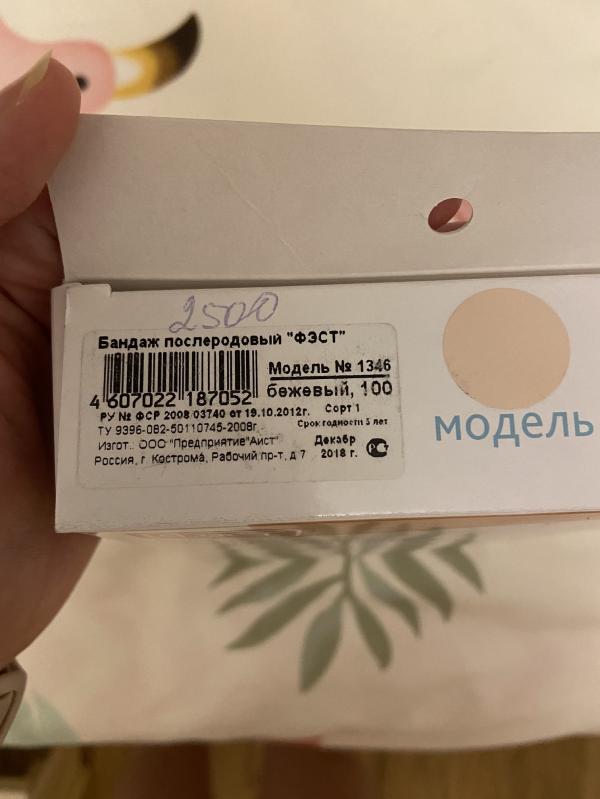 2500
Бандаж послеродовый "ФЭСТ"
Модель № 1346
4 607022 187052
бежевый, 100
РУ № ФСР 2008/03740 от 19.10.2012г. Сорт 1
ТУ 9396-082-50110745-2008г. Срок годности 5 лет
Изгот.: ООО "Предприятие"Аист" Декабр
Россия, г. Кострома, Рабочий пр-т, д 7 2018 г.
модель